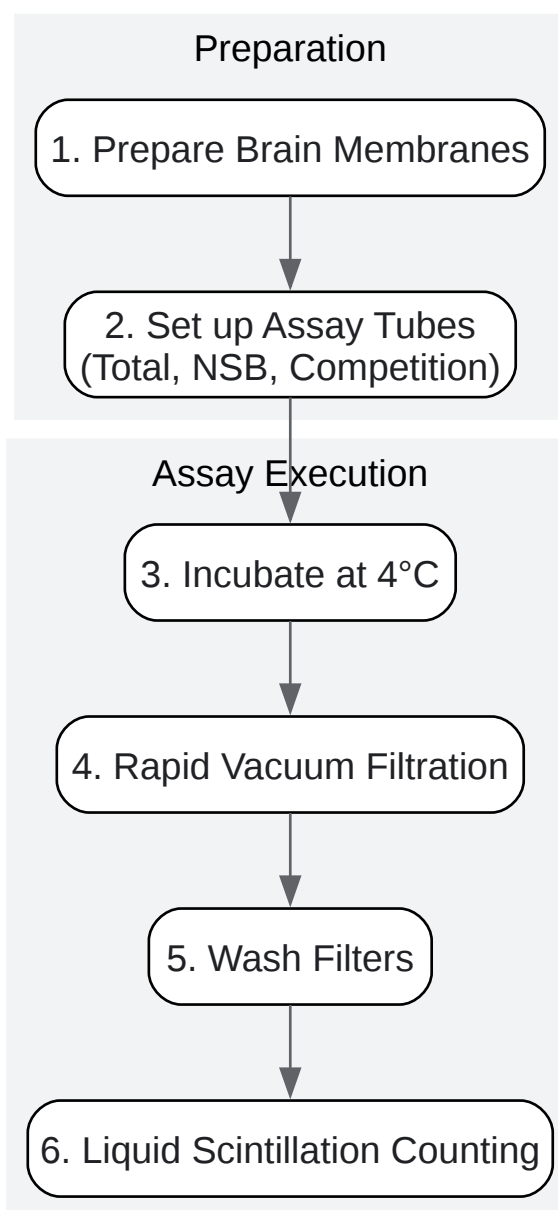 Preparation
1. Prepare Brain Membranes
2. Set up Assay Tubes
(Total, NSB, Competition)
Assay Execution
3. Incubate at 4°C
4. Rapid Vacuum Filtration
5. Wash Filters
6. Liquid Scintillation Counting